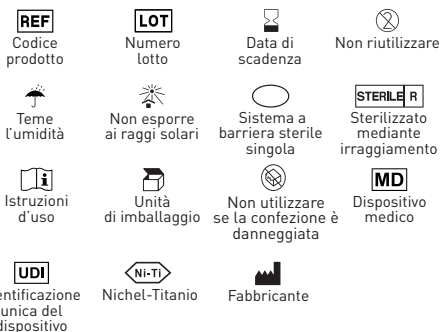 REF
LOT
Codice
prodotto
Numero
lotto
Data di
scadenza
Non riutilizzare
2
STERILE R
Teme
l'umidità
Non esporre
ai raggi solari
Sistema a
barriera sterile
singola
Sterilizzato
mediante
irraggiamento
i
MD
Istruzioni
d'uso
Unità
di imballaggio
Non utilizzare
se la confezione è
danneggiata
Dispositivo
medico
UDI
Ni-Ti
entificazione
unica del
dispositivo
Nichel-Titanio
Fabbricante